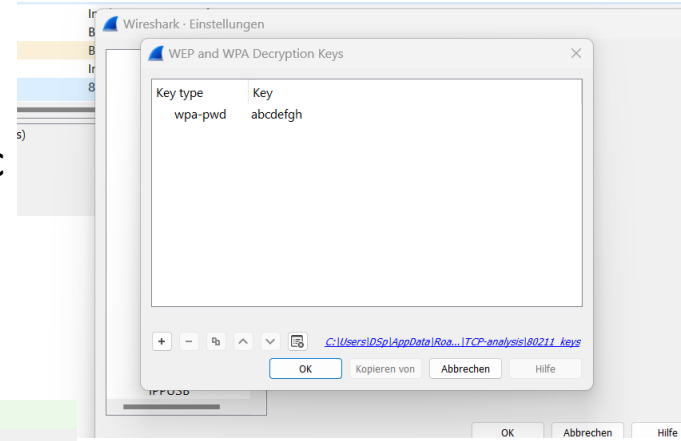 Wireshark · Einstellungen
WEP and WPA Decryption Keys
Key type Key
wpa-pwd abcdefgh
s)
C:\Users\DSp\AppData\Roa...\TCP-analysis\80211_keys
OK Kopieren von Abbrechen Hilfe
IPPUSB
OK Abbrechen Hilfe